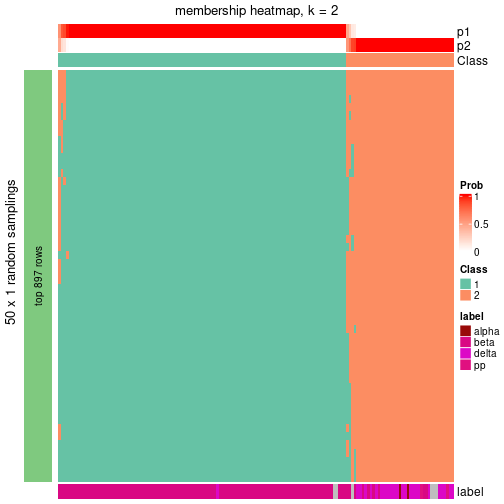 membership heatmap, k = 2
p1
p2
Class
50 x 1 random samplings
top 897 rows
Prob
1
0.5
0
Class
1
2
label
alpha
beta
delta
pp
label